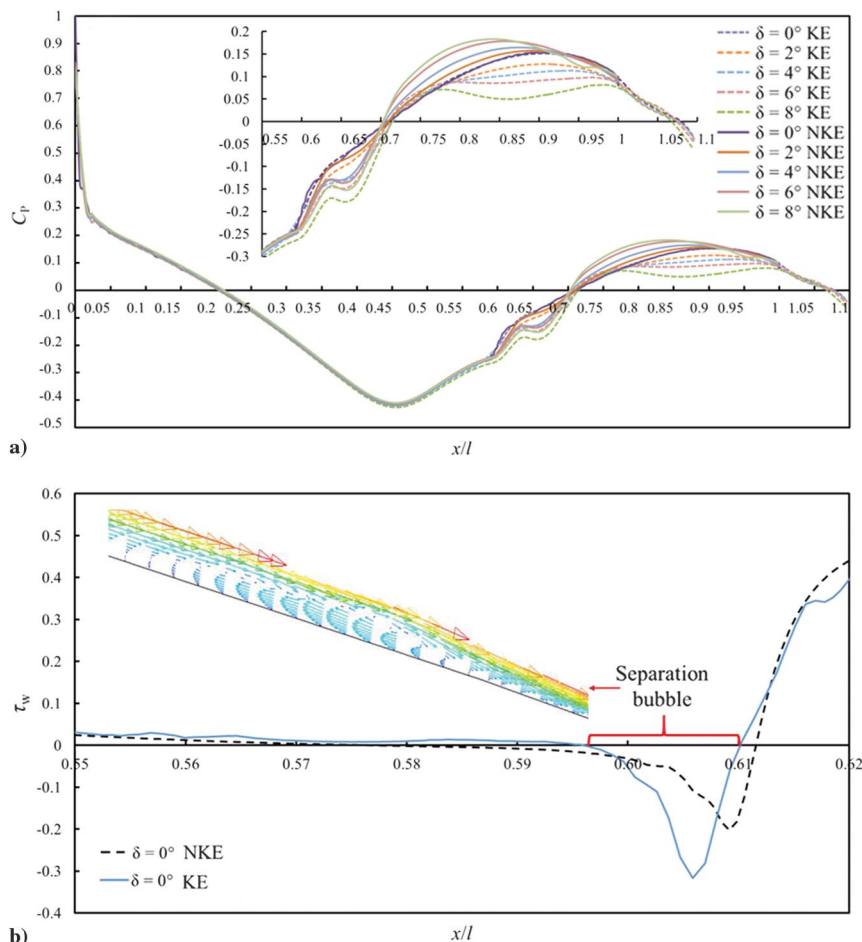 1
0.9
0.8
0.7
0.6
0.5
0.4
0.3
0.2
0.1
0
-0.1
-0.2
-0.3
-0.4
-0.5
C_P
0 0.05 0.1 0.15 0.2 0.25 0.3 0.35 0.4 0.45 0.5 0.55 0.6 0.65 0.7 0.75 0.8 0.85 0.9 0.95 1 1.05 1.1
x/l
0.2
0.15
0.1
0.05
0
-0.05
-0.1
-0.15
-0.2
-0.25
-0.3
0.55 0.6 0.65 0.7 0.75 0.8 0.85 0.9 0.95 1 1.05 1.1
δ = 0° KE
δ = 2° KE
δ = 4° KE
δ = 6° KE
δ = 8° KE
δ = 0° NKE
δ = 2° NKE
δ = 4° NKE
δ = 6° NKE
δ = 8° NKE
a)
0.6
0.5
0.4
0.3
0.2
0.1
0
-0.1
-0.2
-0.3
-0.4
τ_w
0.55 0.56 0.57 0.58 0.59 0.60 0.61 0.62
x/l
Separation
bubble
δ = 0° NKE
δ = 0° KE
b)